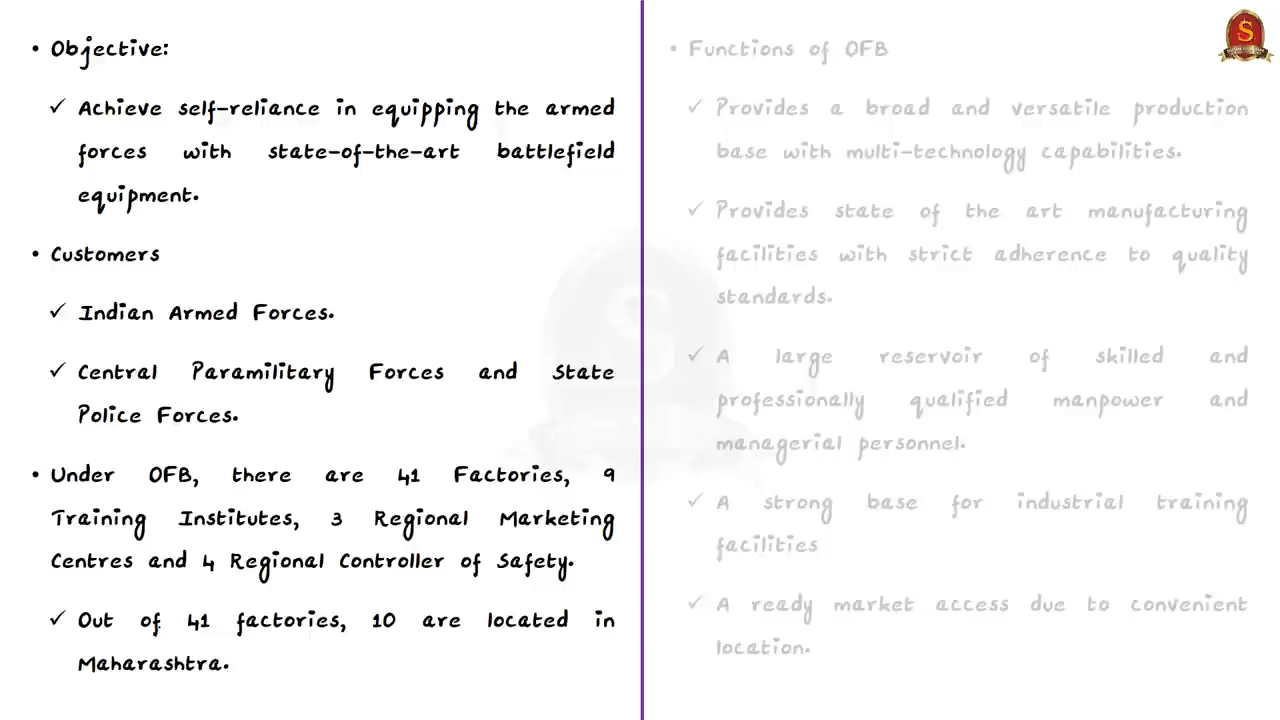 • Objective:
✓ Achieve self-reliance in equipping the armed
forces with state-of-the-art battlefield
equipment.
• Customers
✓ Indian Armed Forces.
✓ Central Paramilitary Forces and State
Police Forces.
• Under OFB, there are 41 Factories, 9
Training Institutes, 3 Regional Marketing
Centres and 4 Regional Controller of Safety.
✓ Out of 41 factories, 10 are located in
Maharashtra.
• Functions of OFB
✓ Provides a broad and versatile production
base with multi-technology capabilities.
✓ Provides state of the art manufacturing
facilities with strict adherence to quality
standards.
✓ A large reservoir of skilled and
professionally qualified manpower and
managerial personnel.
✓ A strong base for industrial training
facilities
✓ A ready market access due to convenient
location.
S